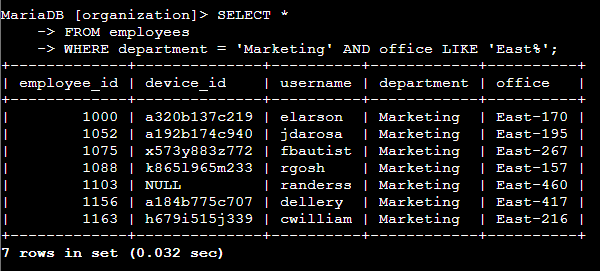 MariaDB [organization]> SELECT *
    -> FROM employees
    -> WHERE department = 'Marketing' AND office LIKE 'East%';
+-------------+--------------+----------+------------+----------+
| employee_id | device_id    | username | department | office   |
+-------------+--------------+----------+------------+----------+
|        1000 | a320b137c219 | elarson  | Marketing  | East-170 |
|        1052 | a192b174c940 | jdarosa  | Marketing  | East-195 |
|        1075 | x573y883z772 | fbautist | Marketing  | East-267 |
|        1088 | k865l965m233 | rgosh    | Marketing  | East-157 |
|        1103 | NULL         | randerss | Marketing  | East-460 |
|        1156 | a184b775c707 | dellery  | Marketing  | East-417 |
|        1163 | h679i515j339 | cwilliam | Marketing  | East-216 |
+-------------+--------------+----------+------------+----------+
7 rows in set (0.032 sec)